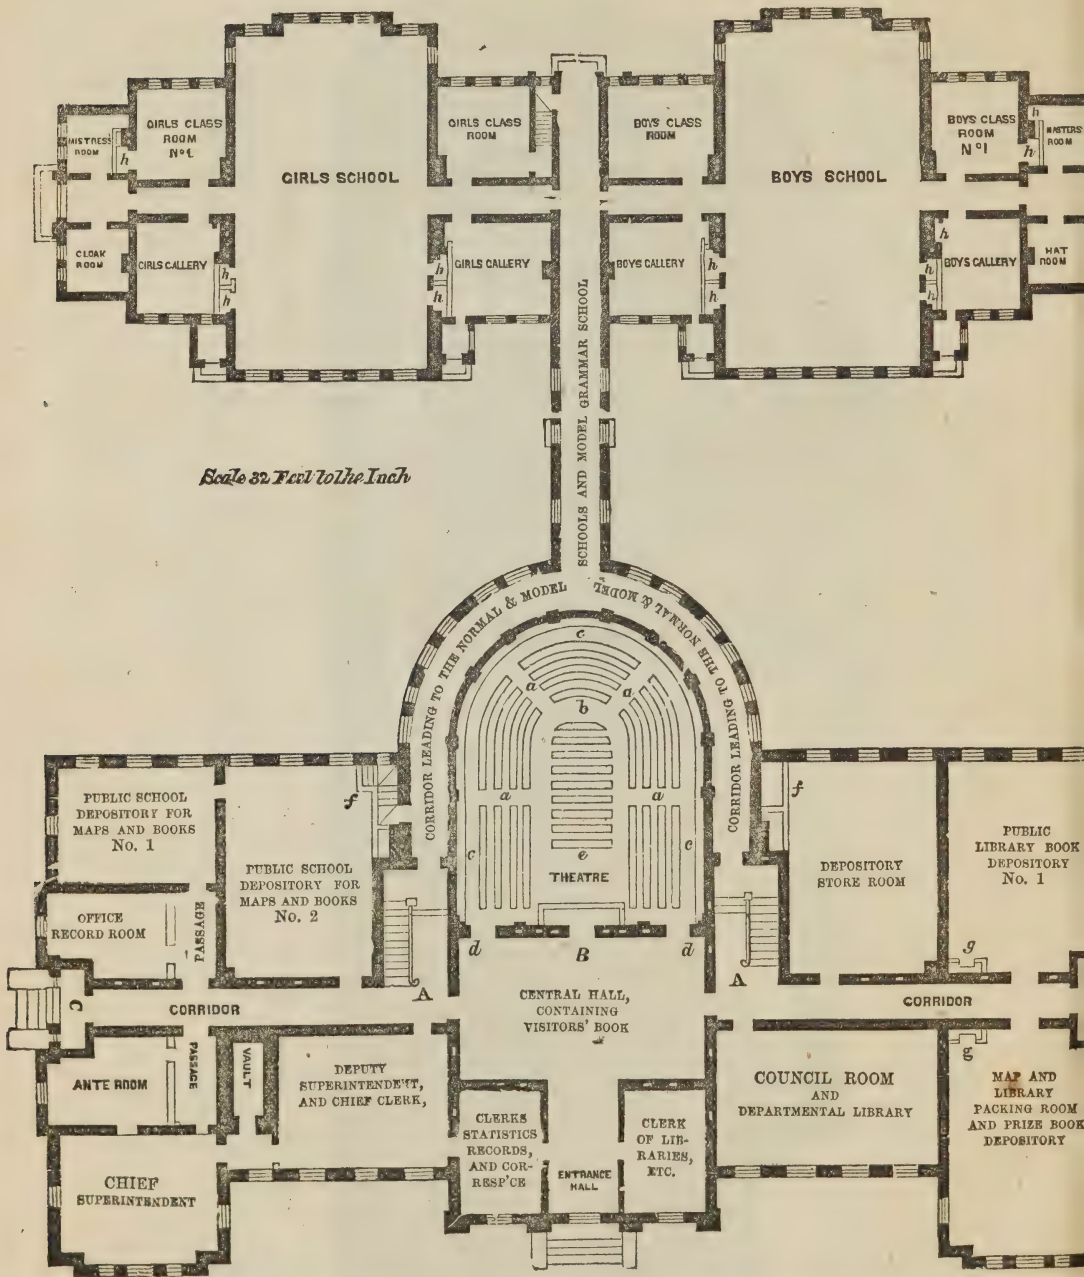 MISTRESS
ROOM
h
GIRLS CLASS
ROOM
No 1.
GIRLS SCHOOL
GIRLS CLASS
ROOM
BOYS CLASS
ROOM
BOYS SCHOOL
BOYS CLASS
ROOM
No 1
h
h
MASTERS
ROOM
CLOAK
ROOM
GIRLS GALLERY
h
h
h
h
GIRLS GALLERY
BOYS GALLERY
h
h
h
h
h
BOYS GALLERY
HAT
ROOM
SCHOOLS AND MODEL GRAMMAR SCHOOL
Scale 32 Feet to the Inch
CORRIDOR LEADING TO THE NORMAL & MODEL
CORRIDOR LEADING TO THE NORMAL & MODEL
c
a
a
b
a
a
c
c
e
THEATRE
d
B
d
PUBLIC SCHOOL
DEPOSITORY FOR
MAPS AND BOOKS
No. 1
f
PUBLIC SCHOOL
DEPOSITORY FOR
MAPS AND BOOKS
No. 2
OFFICE
RECORD ROOM
PASSAGE
f
DEPOSITORY
STORE ROOM
PUBLIC
LIBRARY BOOK
DEPOSITORY
No. 1
g
C
CORRIDOR
A
CENTRAL HALL,
CONTAINING
VISITORS' BOOK
A
CORRIDOR
g
ANTE ROOM
PASSAGE
VAULT
DEPUTY
SUPERINTENDENT,
AND CHIEF CLERK,
CLERKS
STATISTICS
RECORDS,
AND COR-
RESP'CE
ENTRANCE
HALL
CLERK
OF LIB-
RARIES,
ETC.
COUNCIL ROOM
AND
DEPARTMENTAL LIBRARY
MAP AND
LIBRARY
PACKING ROOM
AND PRIZE BOOK
DEPOSITORY
CHIEF
SUPERINTENDENT